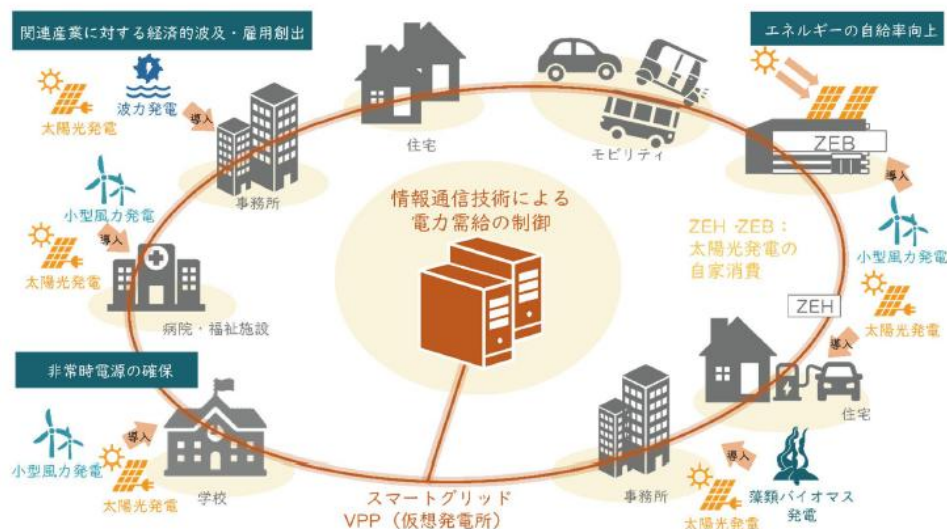 関連産業に対する経済的波及・雇用創出
エネルギーの自給率向上
波力発電
太陽光発電
導入
事務所
住宅
モビリティ
ZEB
導入
小型風力発電
太陽光発電
小型風力発電
導入
太陽光発電
病院・福祉施設
情報通信技術による
電力需給の制御
ZEH・ZEB：
太陽光発電の
自家消費
ZEH
導入
住宅
非常時電源の確保
小型風力発電
導入
太陽光発電
学校
スマートグリッド
VPP（仮想発電所）
事務所
導入
太陽光発電
藻類バイオマス
発電